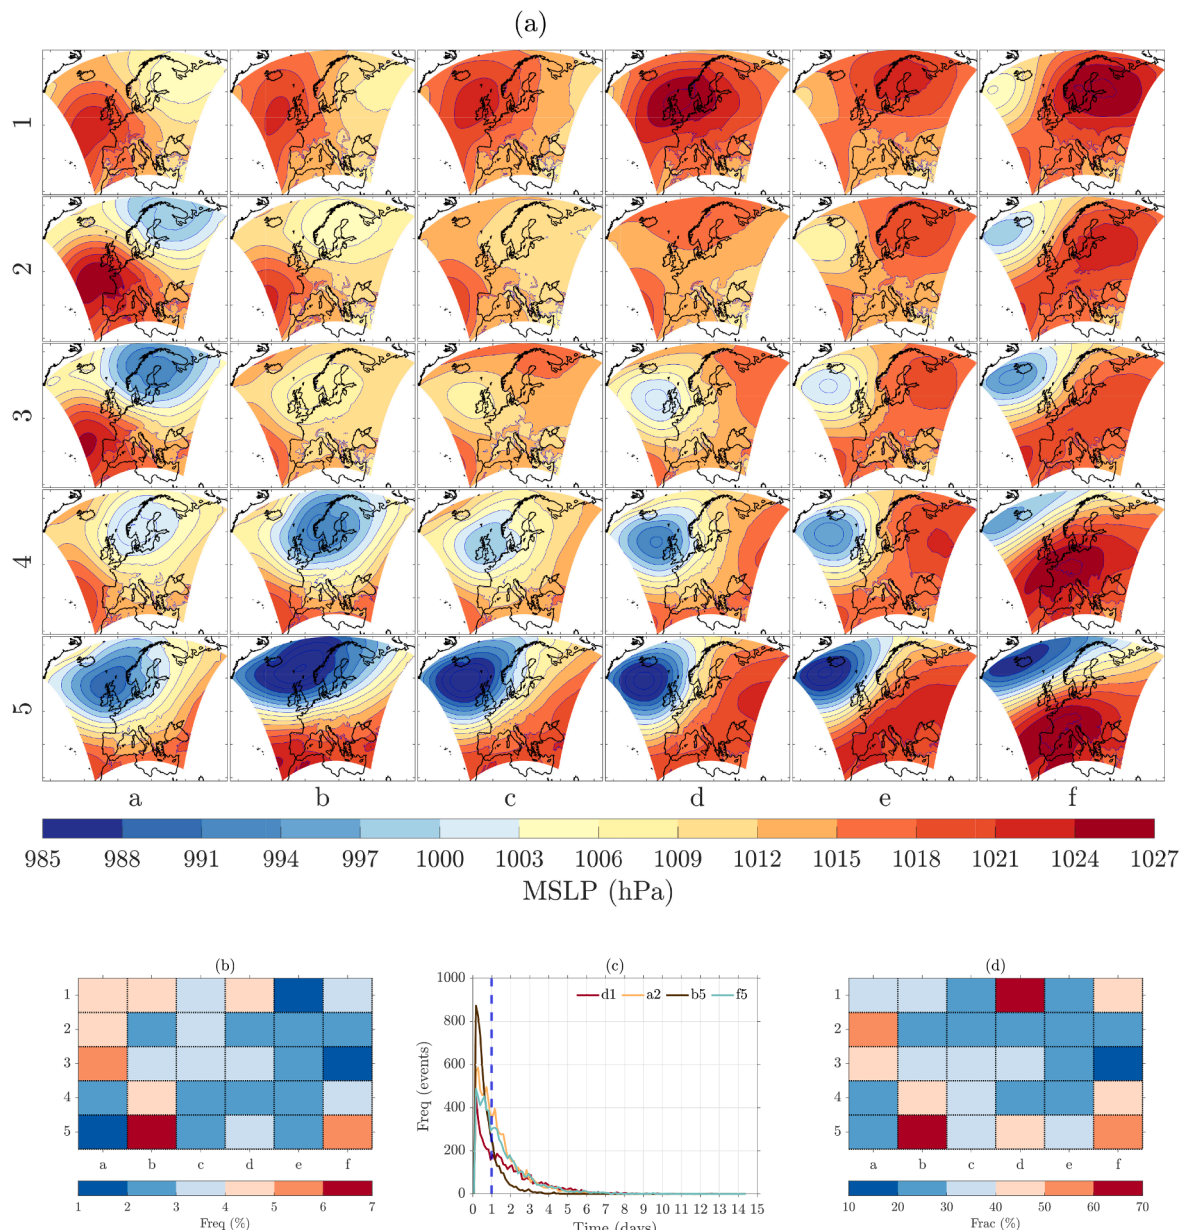 (a)
1
2
3
4
5
a b c d e f
985 988 991 994 997 1000 1003 1006 1009 1012 1015 1018 1021 1024 1027
MSLP (hPa)
(b)
1
2
3
4
5
a b c d e f
1 2 3 4 5 6 7
Freq (%)
(c)
d1 a2 b5 f5
1000
800
600
400
200
0
Freq (events)
0 1 2 3 4 5 6 7 8 9 10 11 12 13 14 15
Time (days)
(d)
1
2
3
4
5
a b c d e f
10 20 30 40 50 60 70
Frac (%)